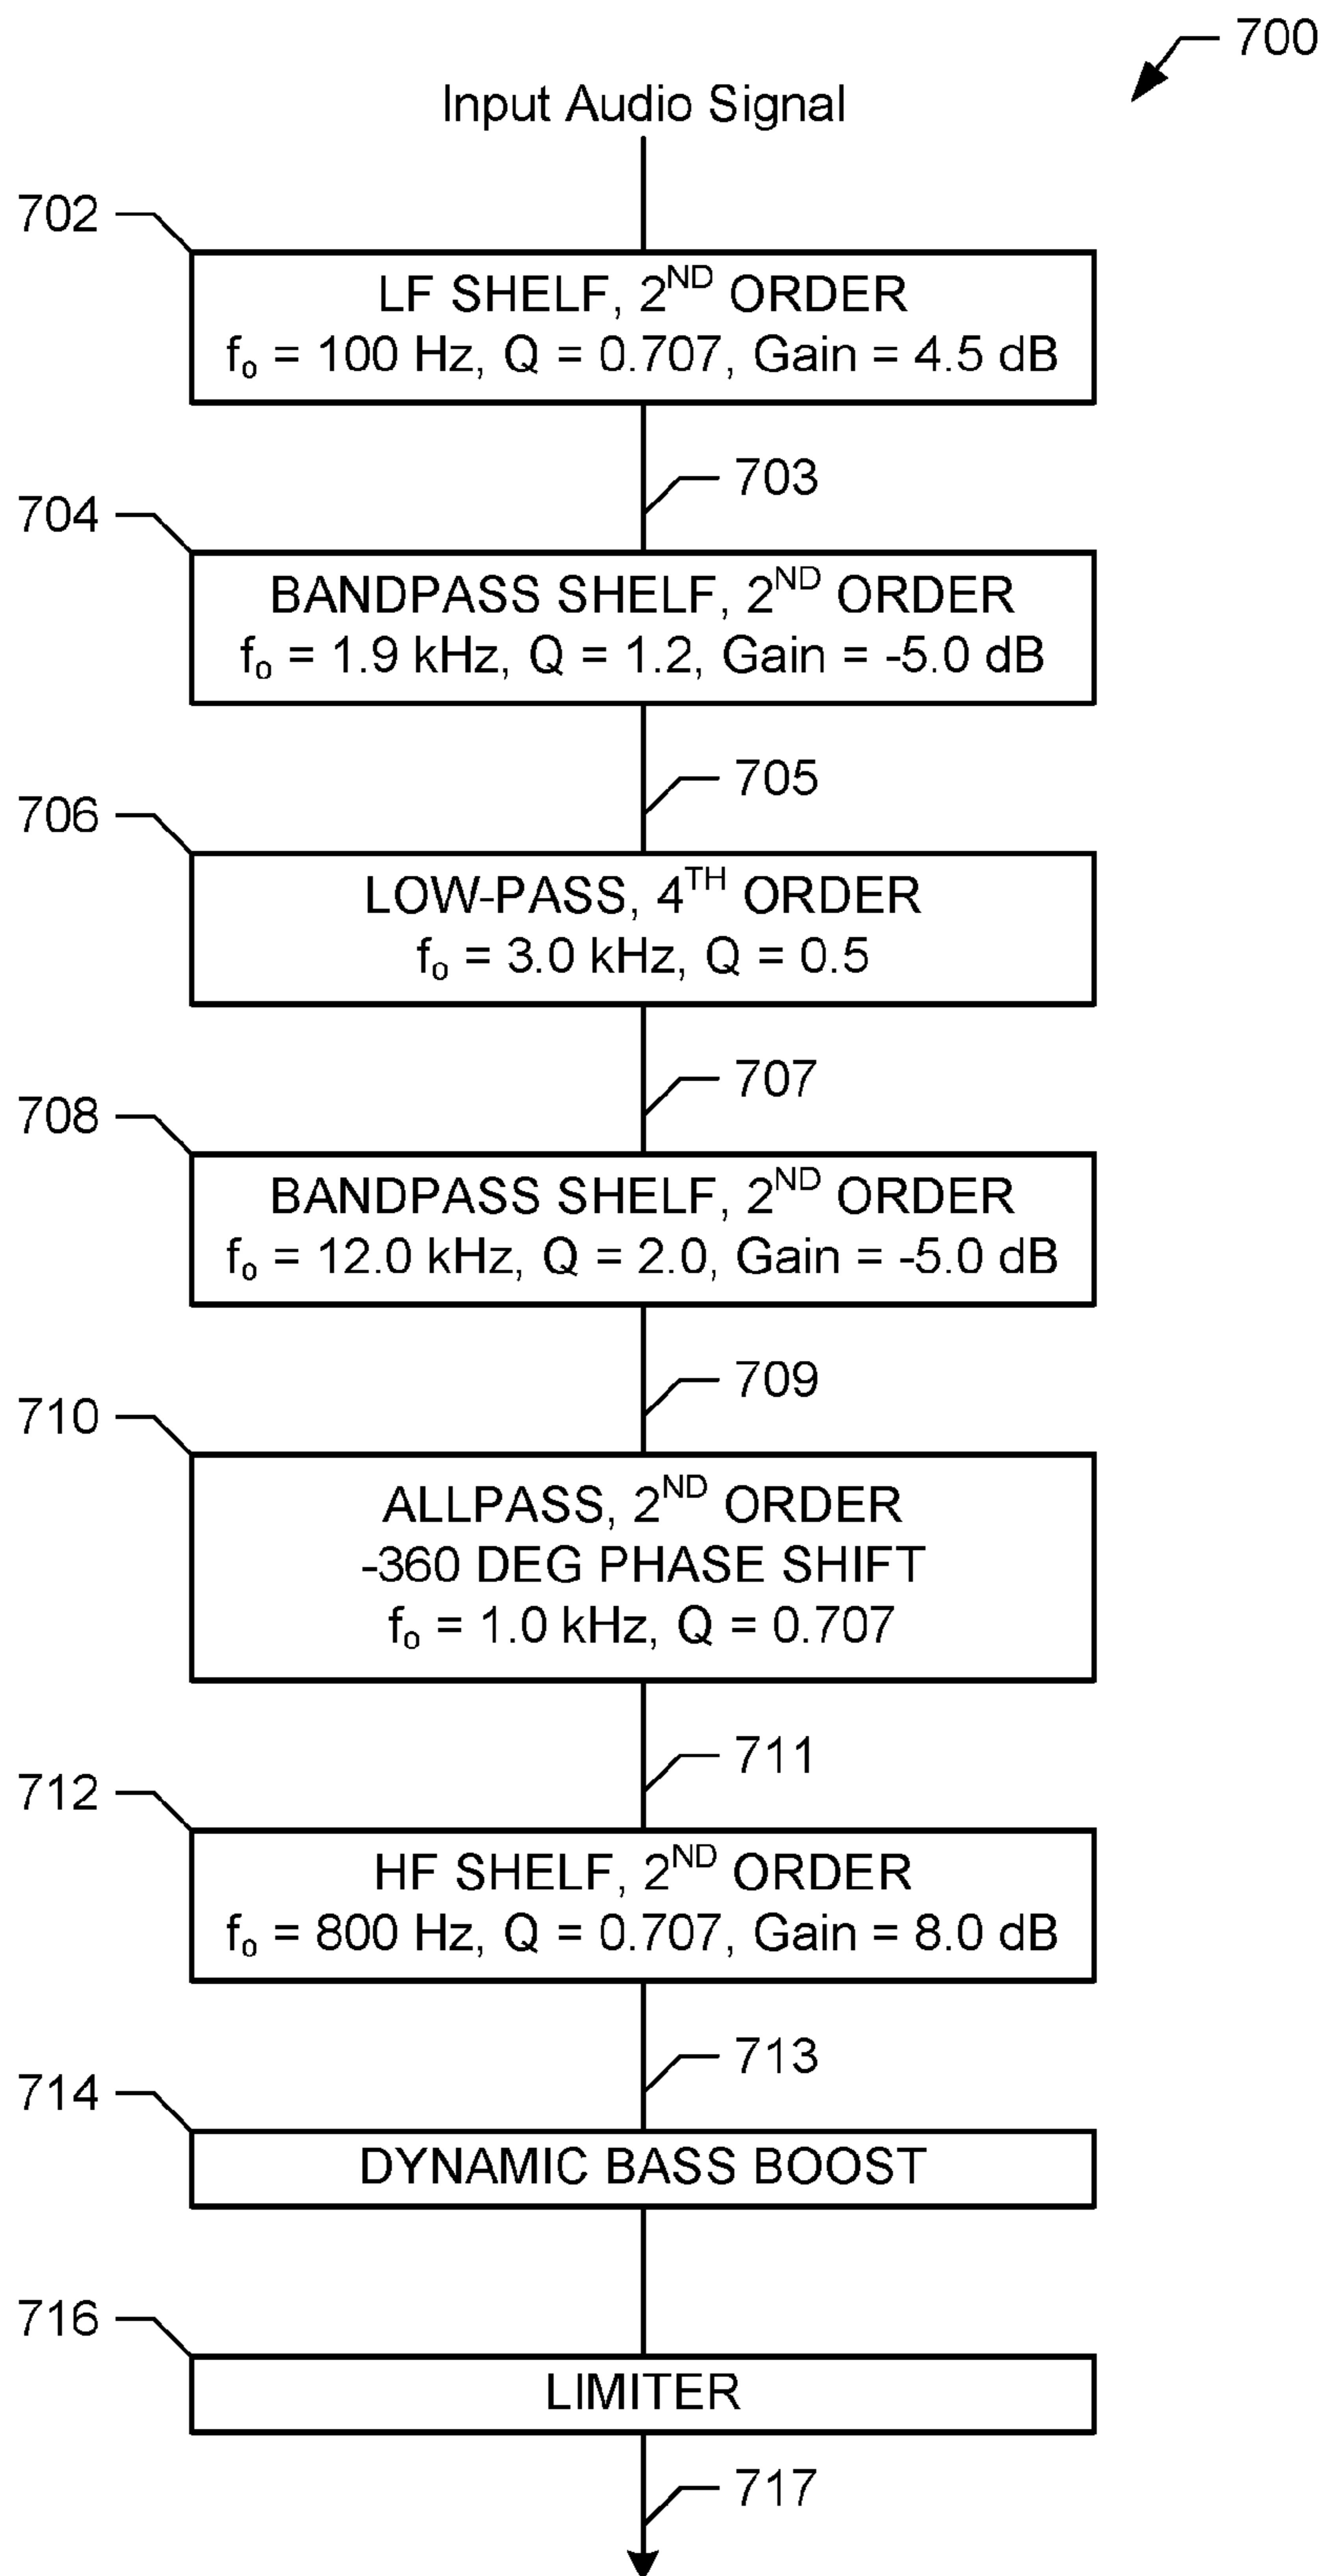 700
Input Audio Signal
702
LF SHELF, 2ND ORDER
fo = 100 Hz, Q = 0.707, Gain = 4.5 dB
703
704
BANDPASS SHELF, 2ND ORDER
fo = 1.9 kHz, Q = 1.2, Gain = -5.0 dB
705
706
LOW-PASS, 4TH ORDER
fo = 3.0 kHz, Q = 0.5
707
708
BANDPASS SHELF, 2ND ORDER
fo = 12.0 kHz, Q = 2.0, Gain = -5.0 dB
709
710
ALLPASS, 2ND ORDER
-360 DEG PHASE SHIFT
fo = 1.0 kHz, Q = 0.707
711
712
HF SHELF, 2ND ORDER
fo = 800 Hz, Q = 0.707, Gain = 8.0 dB
713
714
DYNAMIC BASS BOOST
716
LIMITER
717